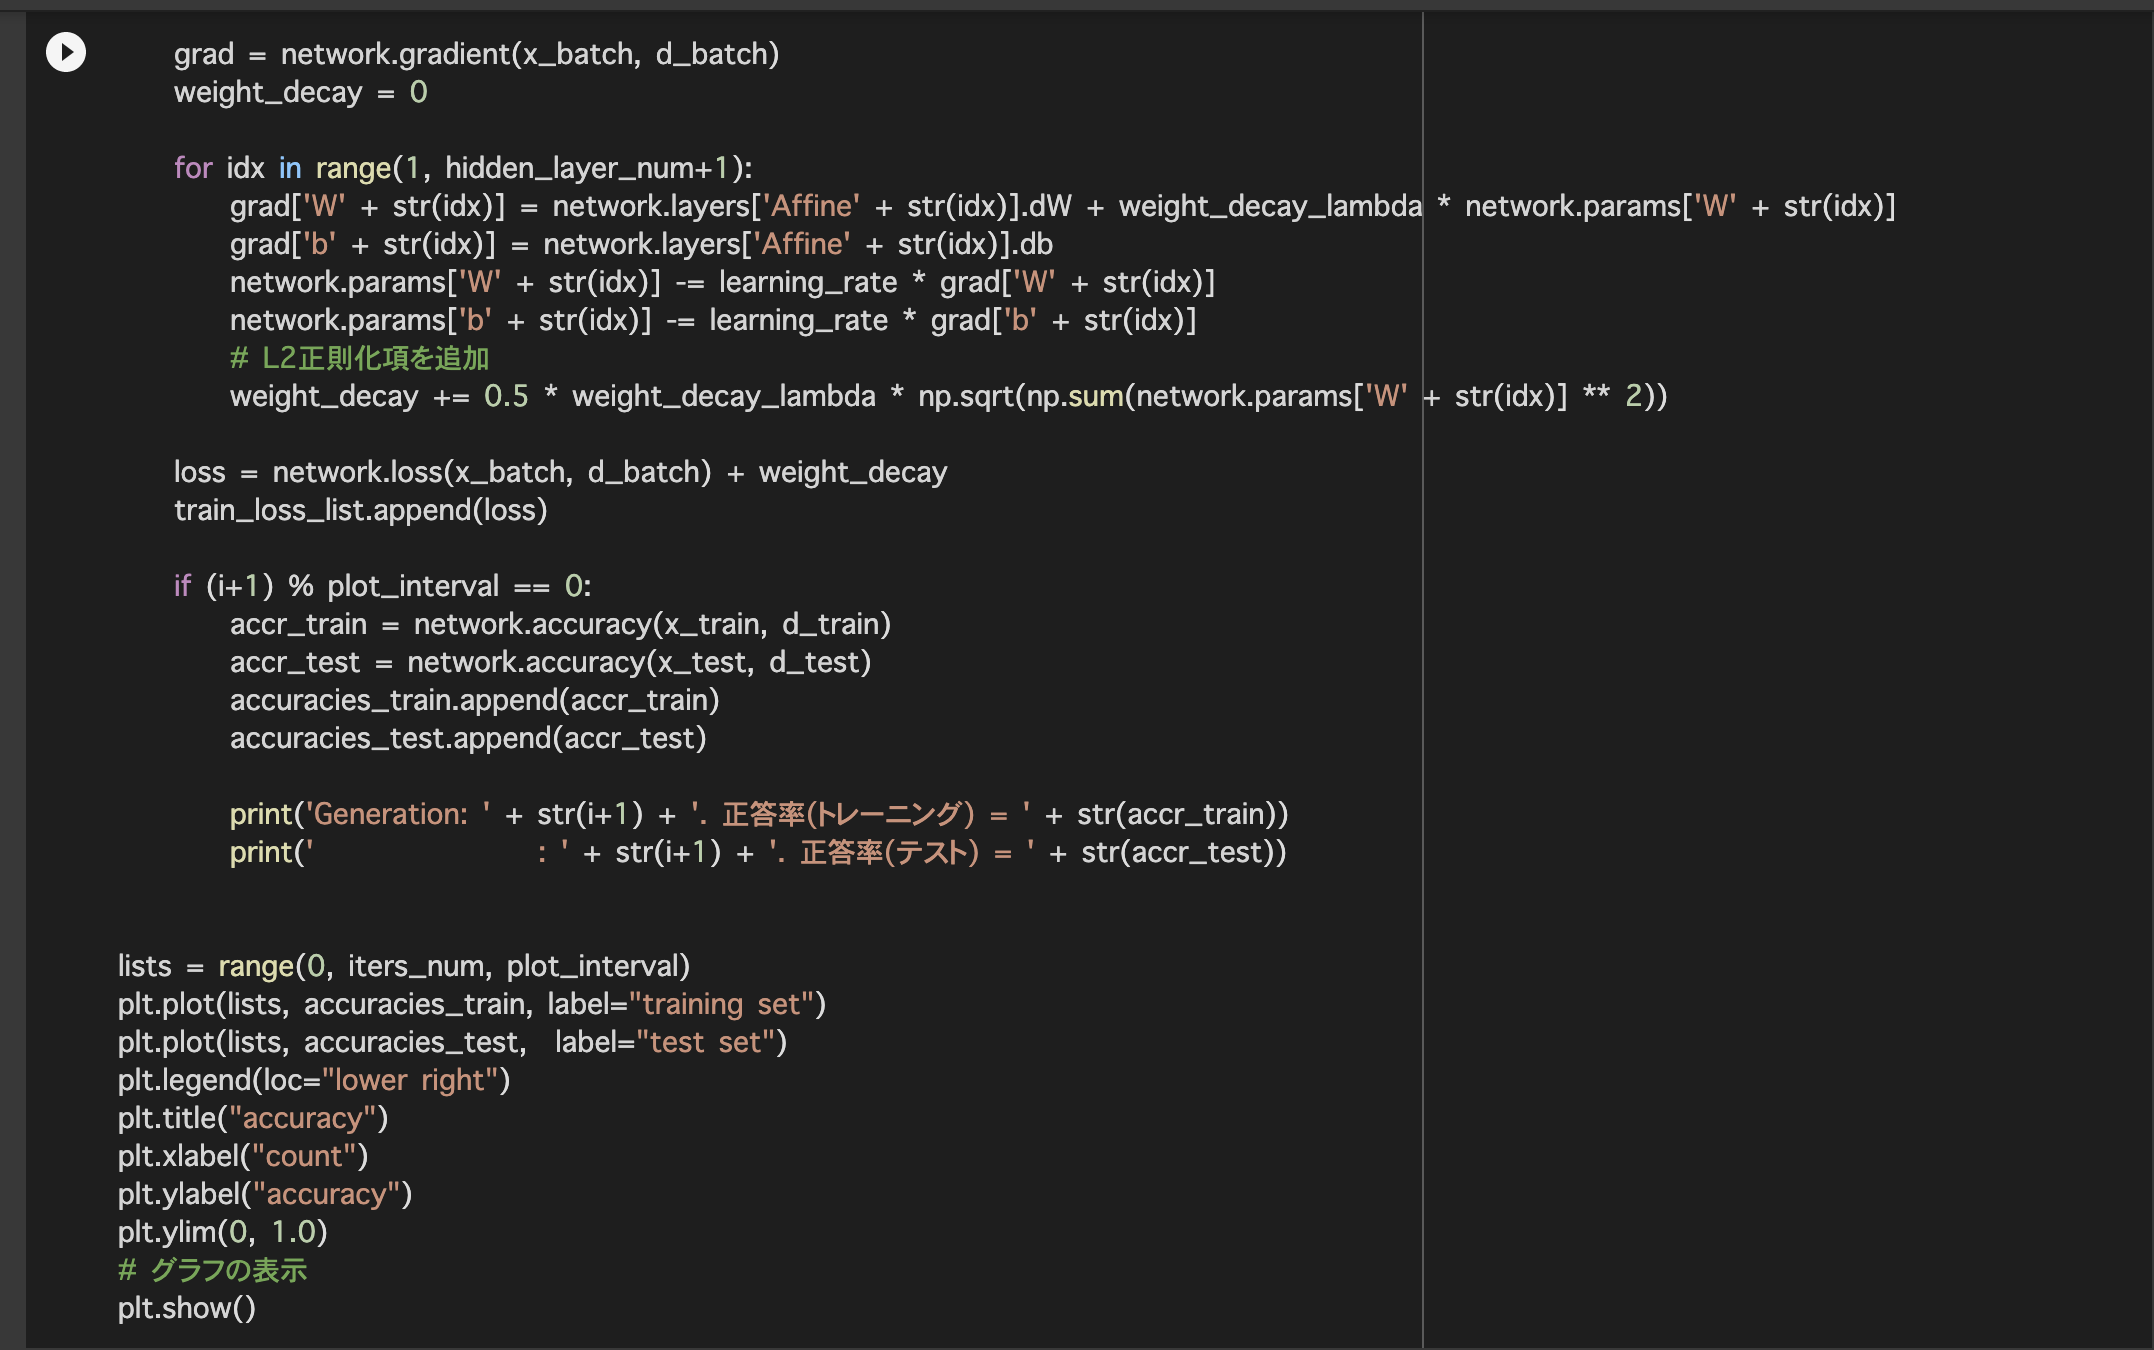 grad = network.gradient(x_batch, d_batch)
weight_decay = 0
for idx in range(1, hidden_layer_num+1):
grad['W' + str(idx)] = network.layers['Affine' + str(idx)].dW + weight_decay_lambda * network.params['W' + str(idx)]
grad['b' + str(idx)] = network.layers['Affine' + str(idx)].db
network.params['W' + str(idx)] -= learning_rate * grad['W' + str(idx)]
network.params['b' + str(idx)] -= learning_rate * grad['b' + str(idx)]
# L2正則化項を追加
weight_decay += 0.5 * weight_decay_lambda * np.sqrt(np.sum(network.params['W' + str(idx)] ** 2))
loss = network.loss(x_batch, d_batch) + weight_decay
train_loss_list.append(loss)
if (i+1) % plot_interval == 0:
accr_train = network.accuracy(x_train, d_train)
accr_test = network.accuracy(x_test, d_test)
accuracies_train.append(accr_train)
accuracies_test.append(accr_test)
print('Generation: ' + str(i+1) + '. 正答率(トレーニング) = ' + str(accr_train))
print('                : ' + str(i+1) + '. 正答率(テスト) = ' + str(accr_test))
lists = range(0, iters_num, plot_interval)
plt.plot(lists, accuracies_train, label="training set")
plt.plot(lists, accuracies_test,  label="test set")
plt.legend(loc="lower right")
plt.title("accuracy")
plt.xlabel("count")
plt.ylabel("accuracy")
plt.ylim(0, 1.0)
# グラフの表示
plt.show()